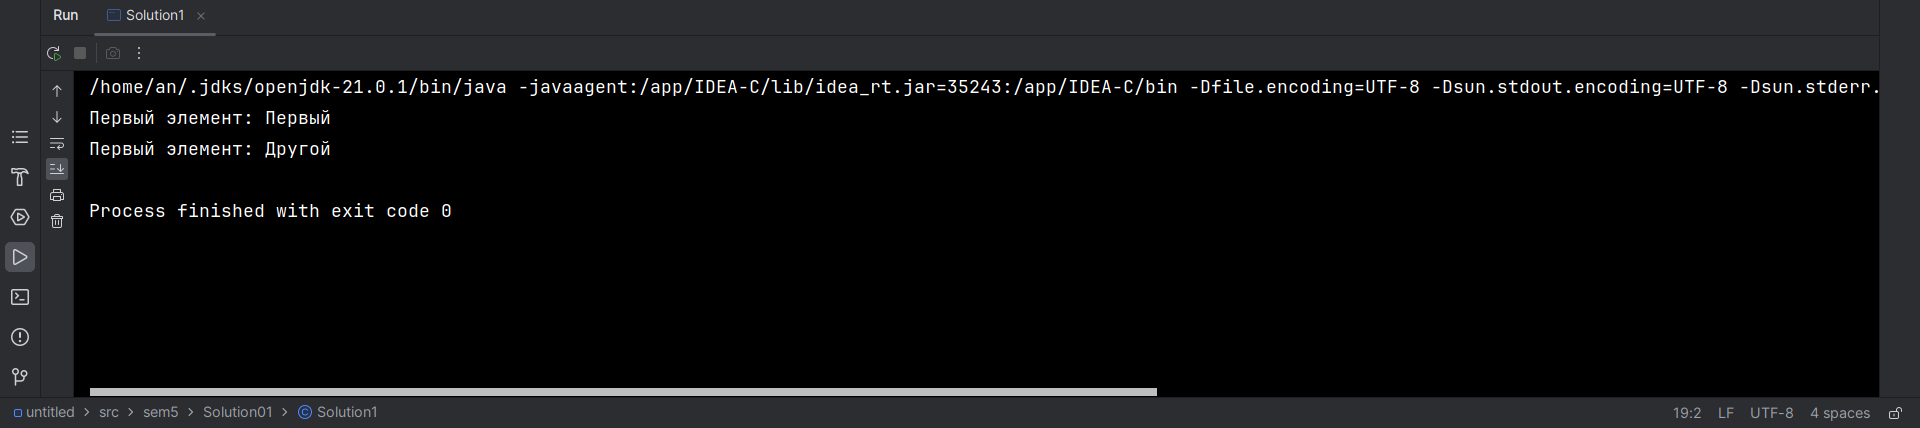 Run Solution1
/home/an/.jdks/openjdk-21.0.1/bin/java -javaagent:/app/IDEA-C/lib/idea_rt.jar=35243:/app/IDEA-C/bin -Dfile.encoding=UTF-8 -Dsun.stdout.encoding=UTF-8 -Dsun.stderr.
Первый элемент: Первый
Первый элемент: Другой
Process finished with exit code 0
untitled > src > sem5 > Solution01 > Solution1 19:2 LF UTF-8 4 spaces